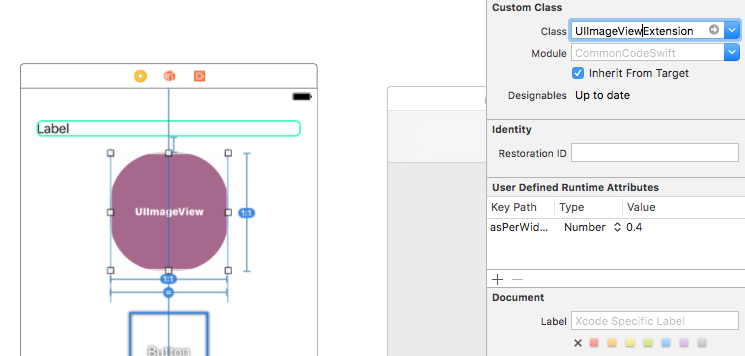 Custom Class
Class UIImageViewExtension
Module CommonCodeSwift
Inherit From Target
Designables Up to date
Identity
Restoration ID
User Defined Runtime Attributes
Key Path Type Value
asPerWid... Number 0.4
Document
Label Xcode Specific Label
Label
UIImageView
1:1
1:1
=
Button